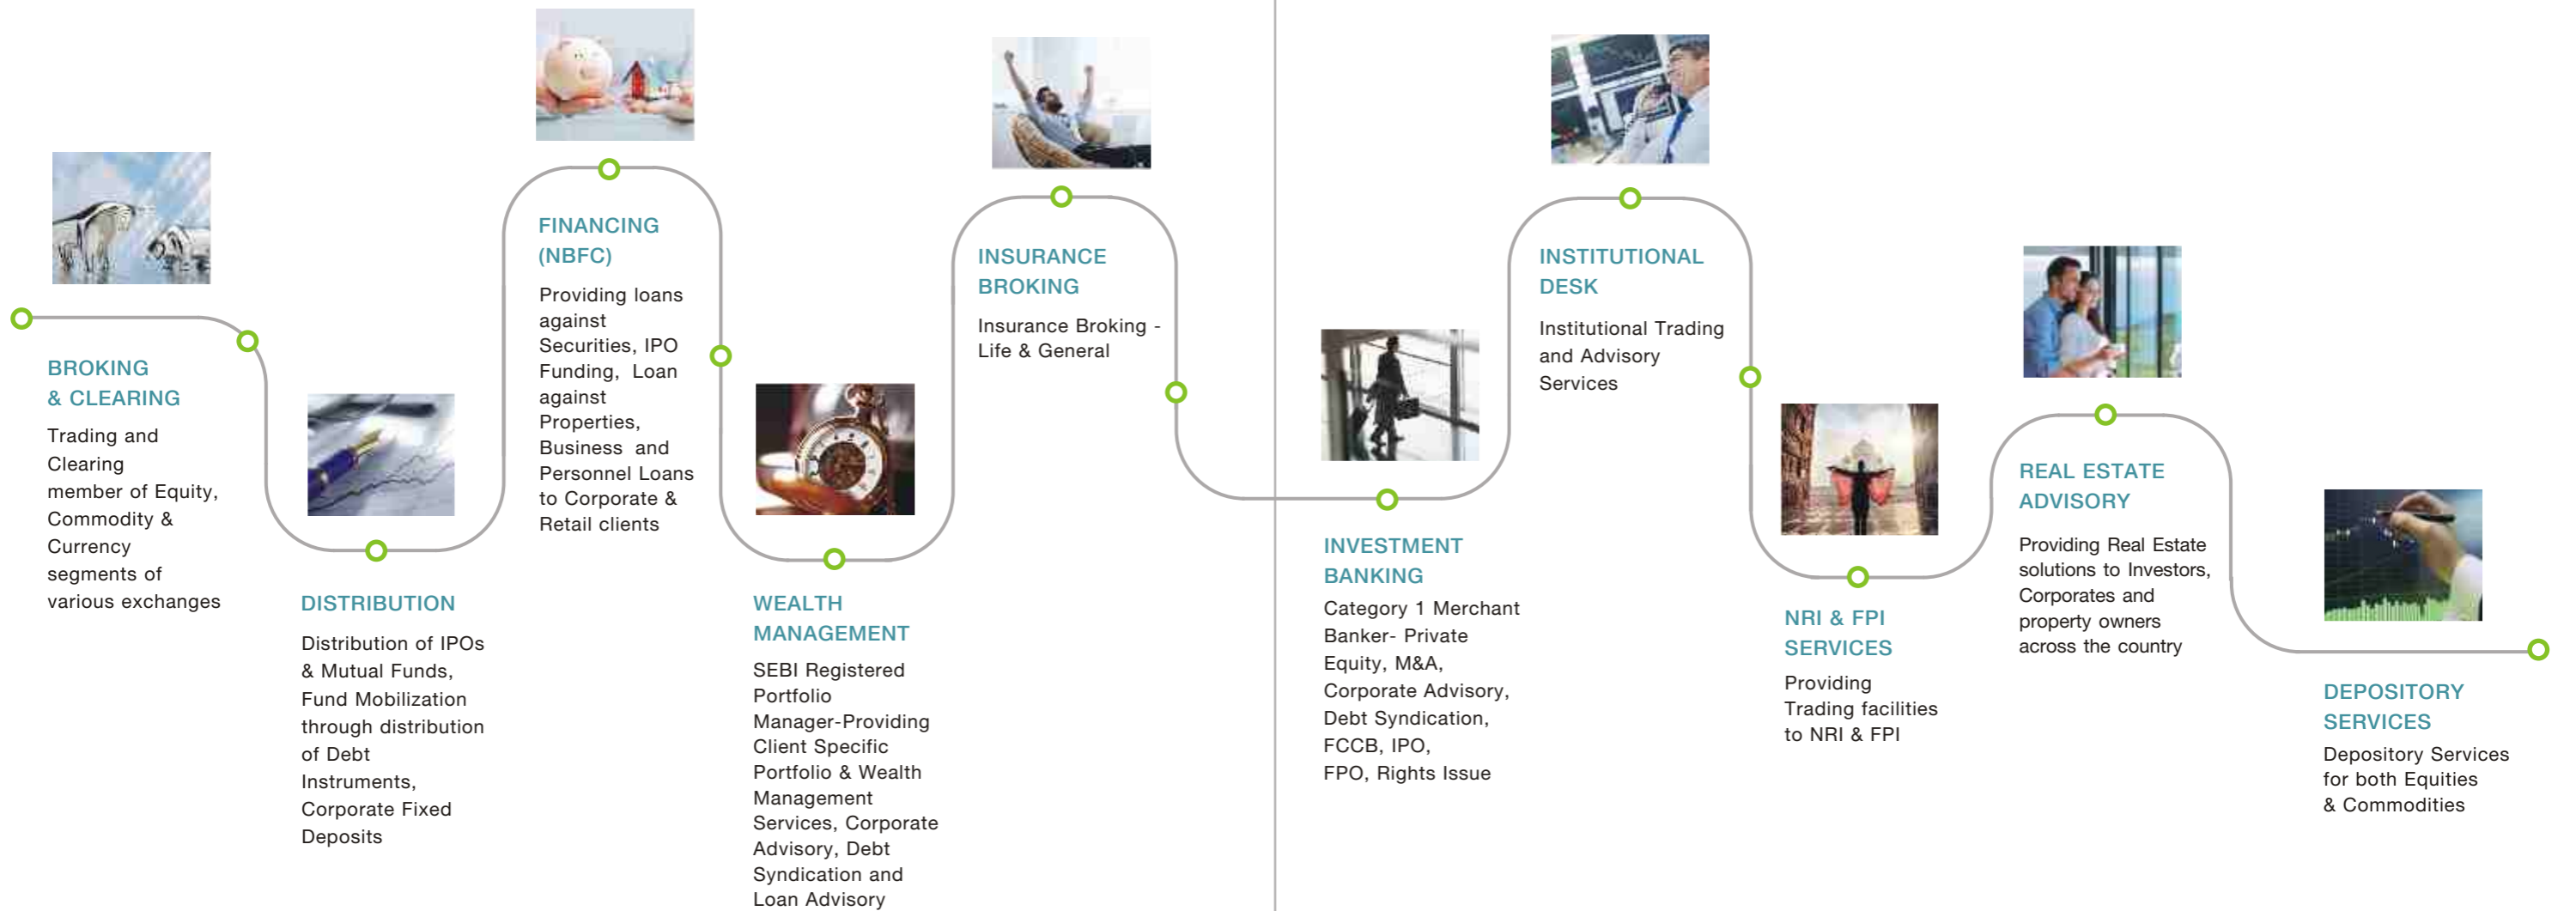 BROKING
& CLEARING
Trading and
Clearing
member of Equity,
Commodity &
Currency
segments of
various exchanges
DISTRIBUTION
Distribution of IPOs
& Mutual Funds,
Fund Mobilization
through distribution
of Debt
Instruments,
Corporate Fixed
Deposits
FINANCING
(NBFC)
Providing loans
against
Securities, IPO
Funding, Loan
against
Properties,
Business and
Personnel Loans
to Corporate &
Retail clients
WEALTH
MANAGEMENT
SEBI Registered
Portfolio
Manager-Providing
Client Specific
Portfolio & Wealth
Management
Services, Corporate
Advisory, Debt
Syndication and
Loan Advisory
INSURANCE
BROKING
Insurance Broking -
Life & General
INVESTMENT
BANKING
Category 1 Merchant
Banker- Private
Equity, M&A,
Corporate Advisory,
Debt Syndication,
FCCB, IPO,
FPO, Rights Issue
INSTITUTIONAL
DESK
Institutional Trading
and Advisory
Services
NRI & FPI
SERVICES
Providing
Trading facilities
to NRI & FPI
REAL ESTATE
ADVISORY
Providing Real Estate
solutions to Investors,
Corporates and
property owners
across the country
DEPOSITORY
SERVICES
Depository Services
for both Equities
& Commodities